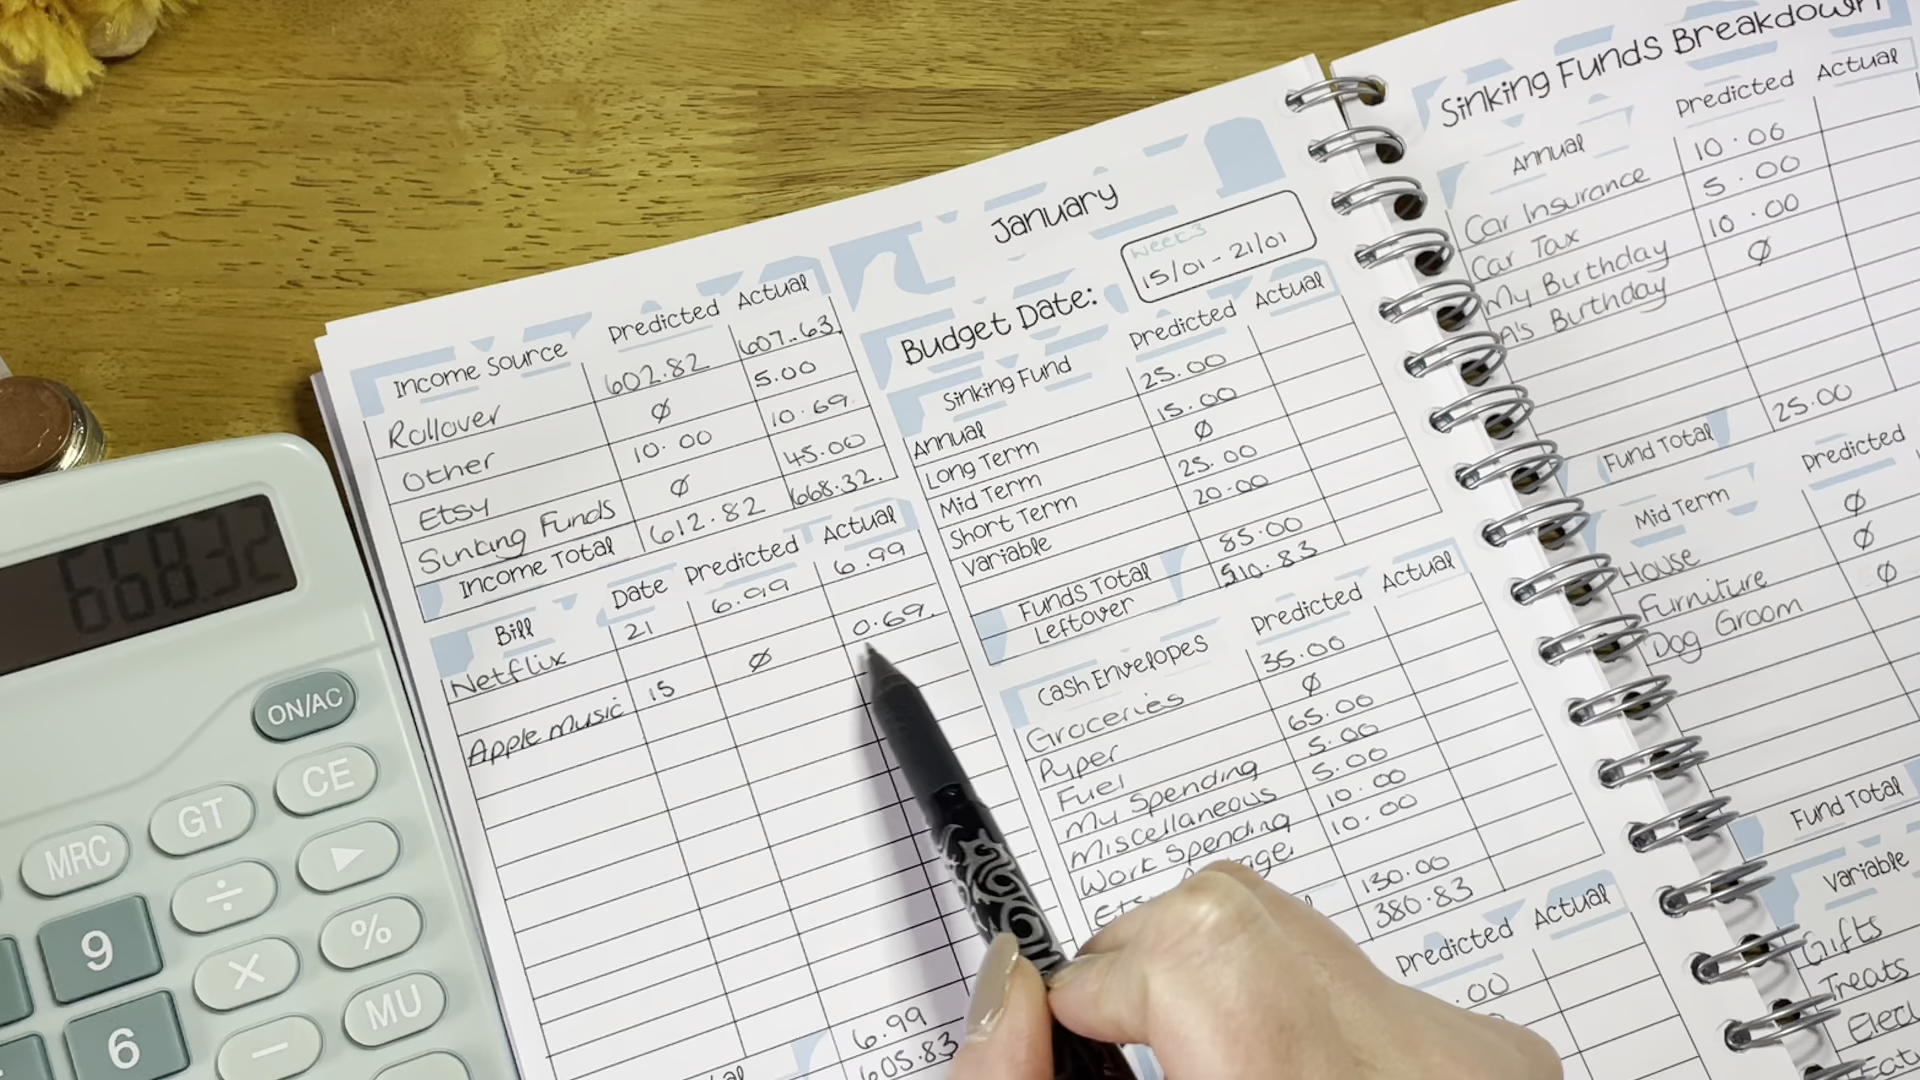 January
Budget Date:
Week 3
15/01 - 21/01
Income Source Predicted Actual
Rollover 602.82 607.63
Other ∅ 5.00
Etsy 10.00 10.69
Sinking Funds ∅ 45.00
Income Total 612.82 668.32
Bill Date Predicted Actual
Netflix 21 6.99 6.99
Apple Music 15 ∅ 0.69
6.99
605.83
Sinking Fund Predicted Actual
Annual 25.00
Long Term 15.00
Mid Term ∅
Short Term 25.00
Variable 20.00
Funds Total 85.00
Leftover 510.83
Cash Envelopes Predicted Actual
Groceries 35.00
Pyper ∅
Fuel 65.00
My Spending 5.00
Miscellaneous 5.00
Work Spending 10.00
10.00
130.00
380.83
Predicted Actual
.00
Sinking Funds Breakdown
Annual Predicted Actual
Car Insurance 10.06
Car Tax 5.00
My Birthday 10.00
A's Birthday ∅
Fund Total 25.00
Mid Term Predicted
House ∅
Furniture ∅
Dog Groom ∅
Fund Total
Variable
Gifts
Treats
668.32
ON/AC
MRC GT CE
÷ ▶
9 × %
6 − MU